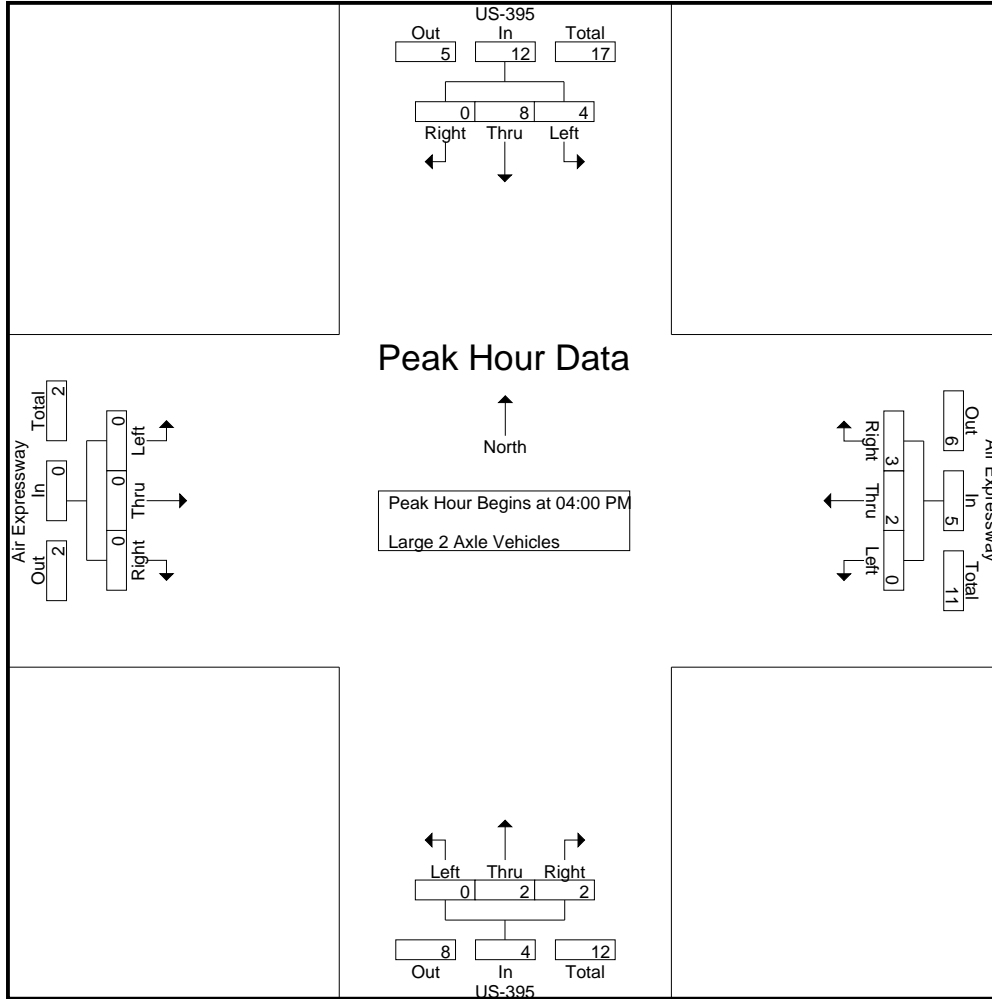 US-395
Out In Total
5 12 17
0 8 4
Right Thru Left
Peak Hour Data
North
Peak Hour Begins at 04:00 PM
Large 2 Axle Vehicles
Air Expressway
Out In Total
2 0 2
Left Thru Right
0 0 0
Air Expressway
Out In Total
6 5 11
Right Thru Left
3 2 0
Left Thru Right
0 2 2
8 4 12
Out In Total
US-395